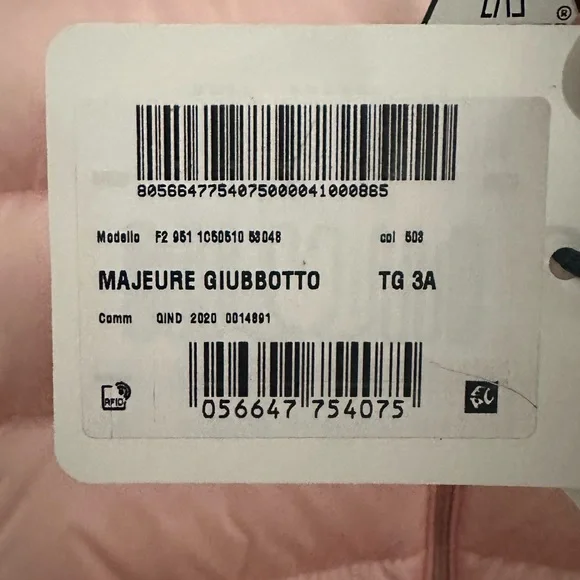 8056647754075000041000865
Modello F2 951 1C50510 53048 col 503
MAJEURE GIUBBOTTO TG 3A
Comm QIND 2020 0014891
RFID
056647 754075